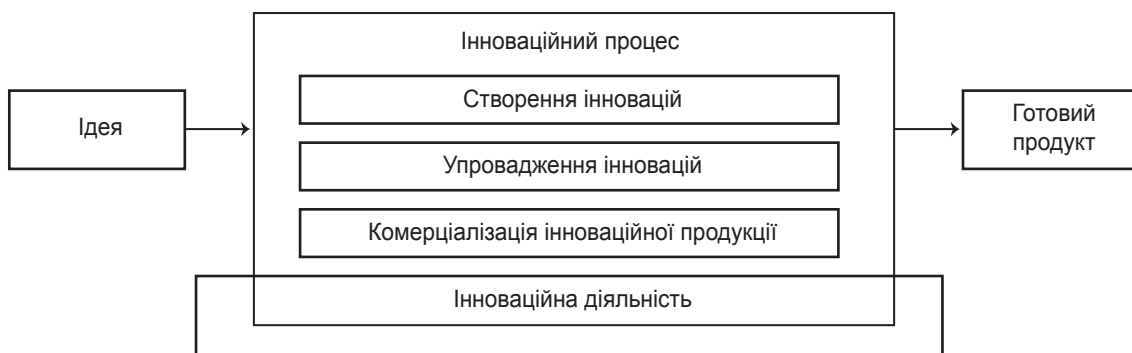 Інноваційний процес
Ідея
Створення інновацій
Упровадження інновацій
Комерціалізація інноваційної продукції
Інноваційна діяльність
Готовий
продукт